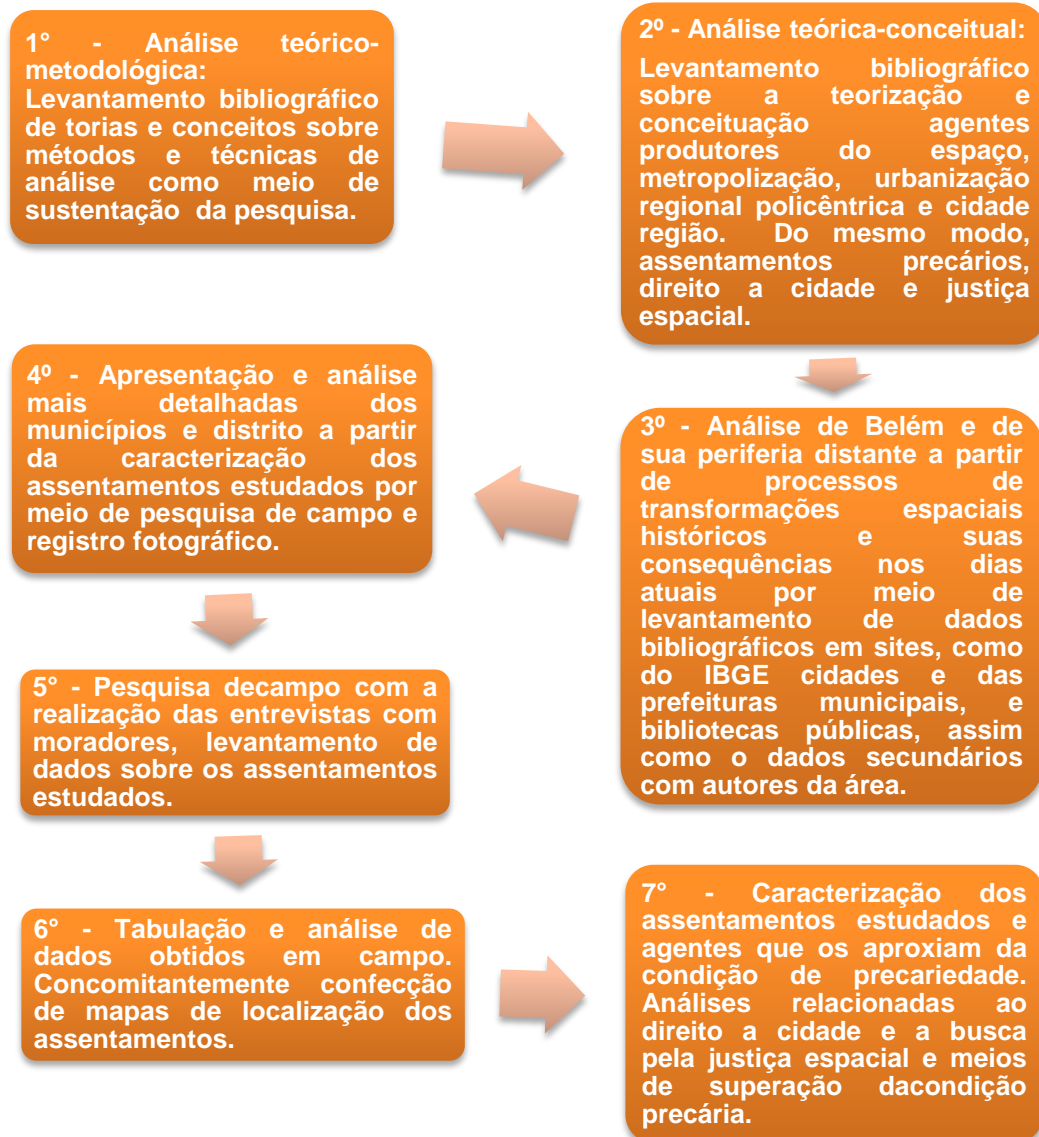 1° - Análise teórico-
metodológica:
Levantamento bibliográfico
de torias e conceitos sobre
métodos e técnicas de
análise como meio de
sustentação da pesquisa.
2º - Análise teórica-conceitual:
Levantamento bibliográfico
sobre a teorização e
conceituação agentes
produtores do espaço,
metropolização, urbanização
regional policêntrica e cidade
região. Do mesmo modo,
assentamentos precários,
direito a cidade e justiça
espacial.
3º - Análise de Belém e de
sua periferia distante a partir
de processos de
transformações espaciais
históricos e suas
consequências nos dias
atuais por meio de
levantamento de dados
bibliográficos em sites, como
do IBGE cidades e das
prefeituras municipais, e
bibliotecas públicas, assim
como o dados secundários
com autores da área.
4º - Apresentação e análise
mais detalhadas dos
municípios e distrito a partir
da caracterização dos
assentamentos estudados por
meio de pesquisa de campo e
registro fotográfico.
5° - Pesquisa decampo com a
realização das entrevistas com
moradores, levantamento de
dados sobre os assentamentos
estudados.
6° - Tabulação e análise de
dados obtidos em campo.
Concomitantemente confecção
de mapas de localização dos
assentamentos.
7° - Caracterização dos
assentamentos estudados e
agentes que os aproxiam da
condição de precariedade.
Análises relacionadas ao
direito a cidade e a busca
pela justiça espacial e meios
de superação dacondição
precária.